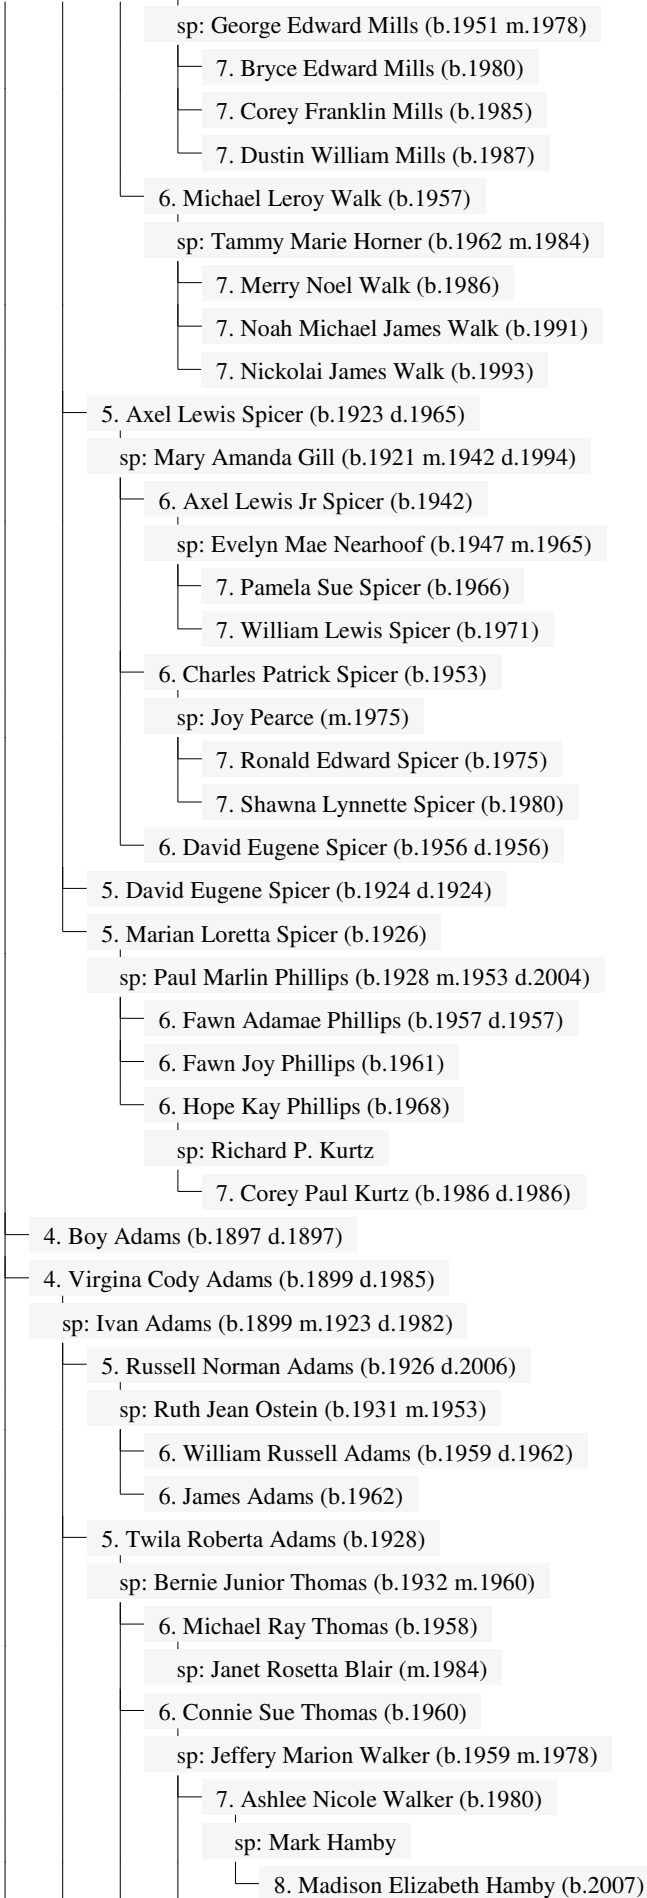 sp: George Edward Mills (b.1951 m.1978)
7. Bryce Edward Mills (b.1980)
7. Corey Franklin Mills (b.1985)
7. Dustin William Mills (b.1987)
6. Michael Leroy Walk (b.1957)
sp: Tammy Marie Horner (b.1962 m.1984)
7. Merry Noel Walk (b.1986)
7. Noah Michael James Walk (b.1991)
7. Nickolai James Walk (b.1993)
5. Axel Lewis Spicer (b.1923 d.1965)
sp: Mary Amanda Gill (b.1921 m.1942 d.1994)
6. Axel Lewis Jr Spicer (b.1942)
sp: Evelyn Mae Nearhoof (b.1947 m.1965)
7. Pamela Sue Spicer (b.1966)
7. William Lewis Spicer (b.1971)
6. Charles Patrick Spicer (b.1953)
sp: Joy Pearce (m.1975)
7. Ronald Edward Spicer (b.1975)
7. Shawna Lynnette Spicer (b.1980)
6. David Eugene Spicer (b.1956 d.1956)
5. David Eugene Spicer (b.1924 d.1924)
5. Marian Loretta Spicer (b.1926)
sp: Paul Marlin Phillips (b.1928 m.1953 d.2004)
6. Fawn Adamae Phillips (b.1957 d.1957)
6. Fawn Joy Phillips (b.1961)
6. Hope Kay Phillips (b.1968)
sp: Richard P. Kurtz
7. Corey Paul Kurtz (b.1986 d.1986)
4. Boy Adams (b.1897 d.1897)
4. Virgina Cody Adams (b.1899 d.1985)
sp: Ivan Adams (b.1899 m.1923 d.1982)
5. Russell Norman Adams (b.1926 d.2006)
sp: Ruth Jean Ostein (b.1931 m.1953)
6. William Russell Adams (b.1959 d.1962)
6. James Adams (b.1962)
5. Twila Roberta Adams (b.1928)
sp: Bernie Junior Thomas (b.1932 m.1960)
6. Michael Ray Thomas (b.1958)
sp: Janet Rosetta Blair (m.1984)
6. Connie Sue Thomas (b.1960)
sp: Jeffery Marion Walker (b.1959 m.1978)
7. Ashlee Nicole Walker (b.1980)
sp: Mark Hamby
8. Madison Elizabeth Hamby (b.2007)